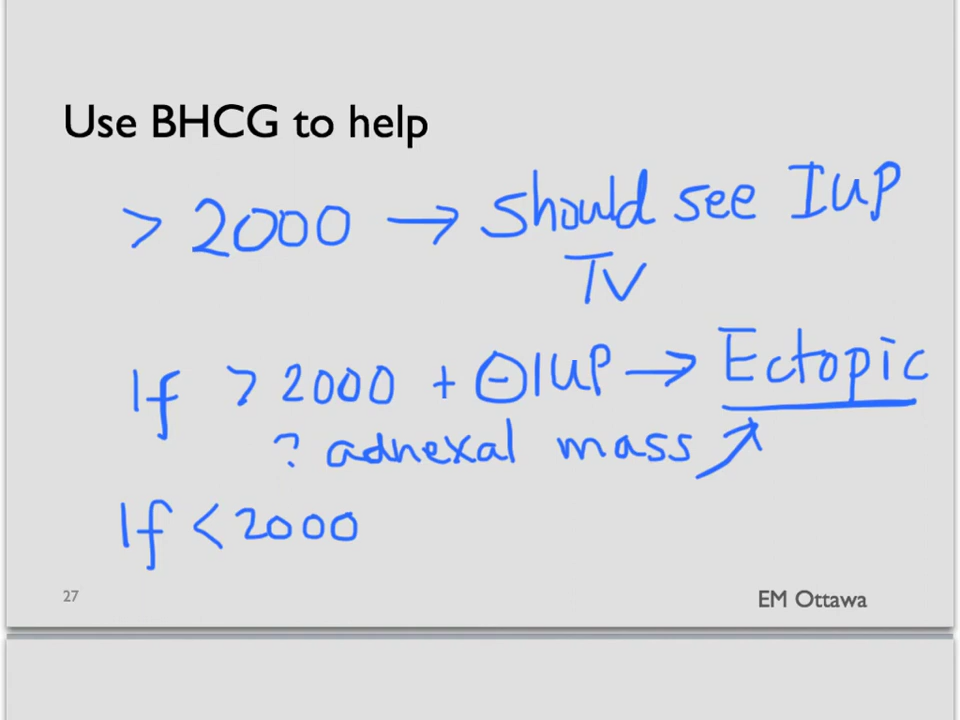 Use BHCG to help
> 2000 → should see IUP
TV
If > 2000 + ⊖IUP → Ectopic
? adnexal mass ↗
If < 2000
27
EM Ottawa